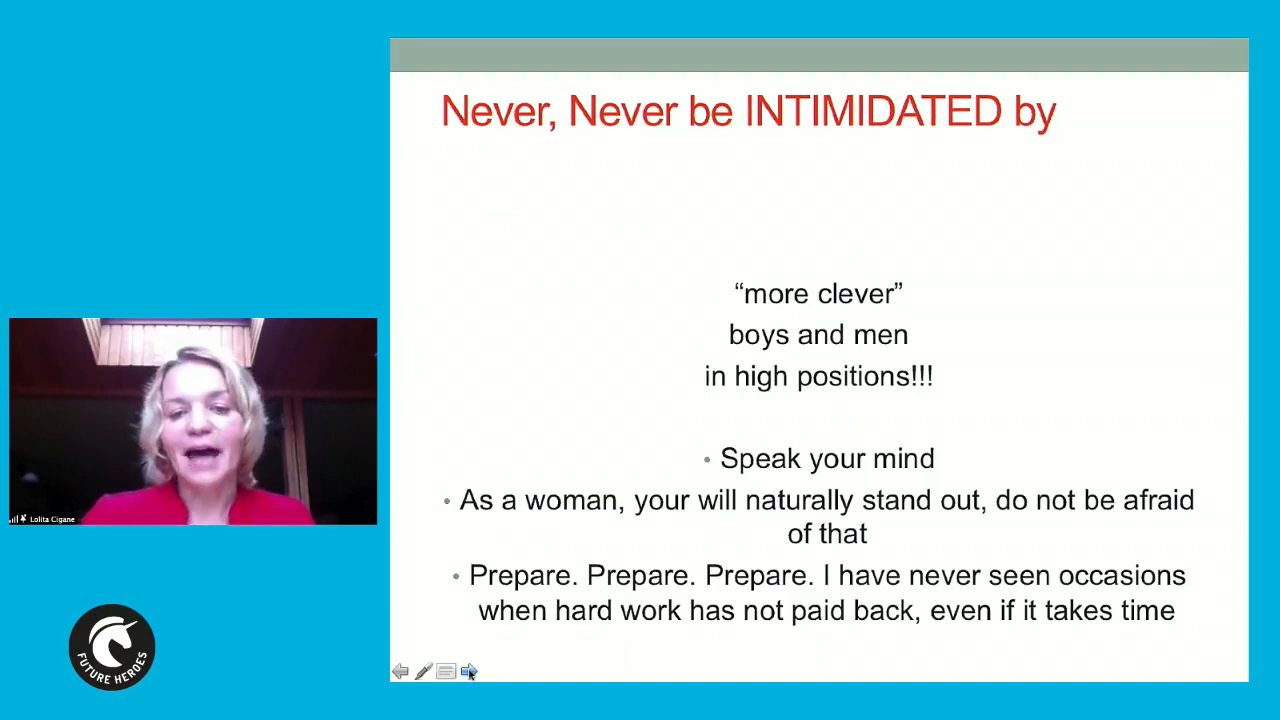 Never, Never be INTIMIDATED by
“more clever”
boys and men
in high positions!!!
• Speak your mind
• As a woman, your will naturally stand out, do not be afraid
of that
• Prepare. Prepare. Prepare. I have never seen occasions
when hard work has not paid back, even if it takes time
Lolita Cigane
FUTURE HEROES